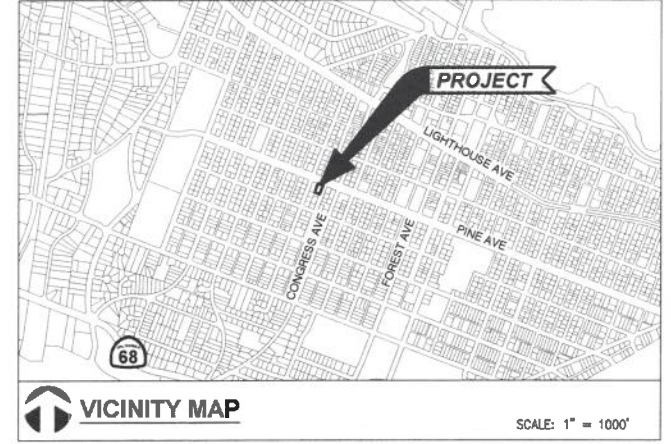 PROJECT
LIGHTHOUSE AVE
PINE AVE
CONGRESS AVE
FOREST AVE
68
VICINITY MAP
SCALE: 1" = 1000'